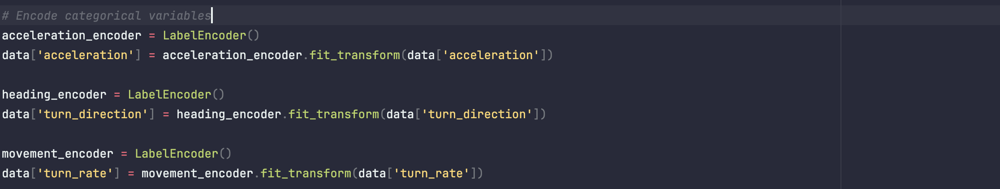 # Encode categorical variables
acceleration_encoder = LabelEncoder()
data['acceleration'] = acceleration_encoder.fit_transform(data['acceleration'])
heading_encoder = LabelEncoder()
data['turn_direction'] = heading_encoder.fit_transform(data['turn_direction'])
movement_encoder = LabelEncoder()
data['turn_rate'] = movement_encoder.fit_transform(data['turn_rate'])